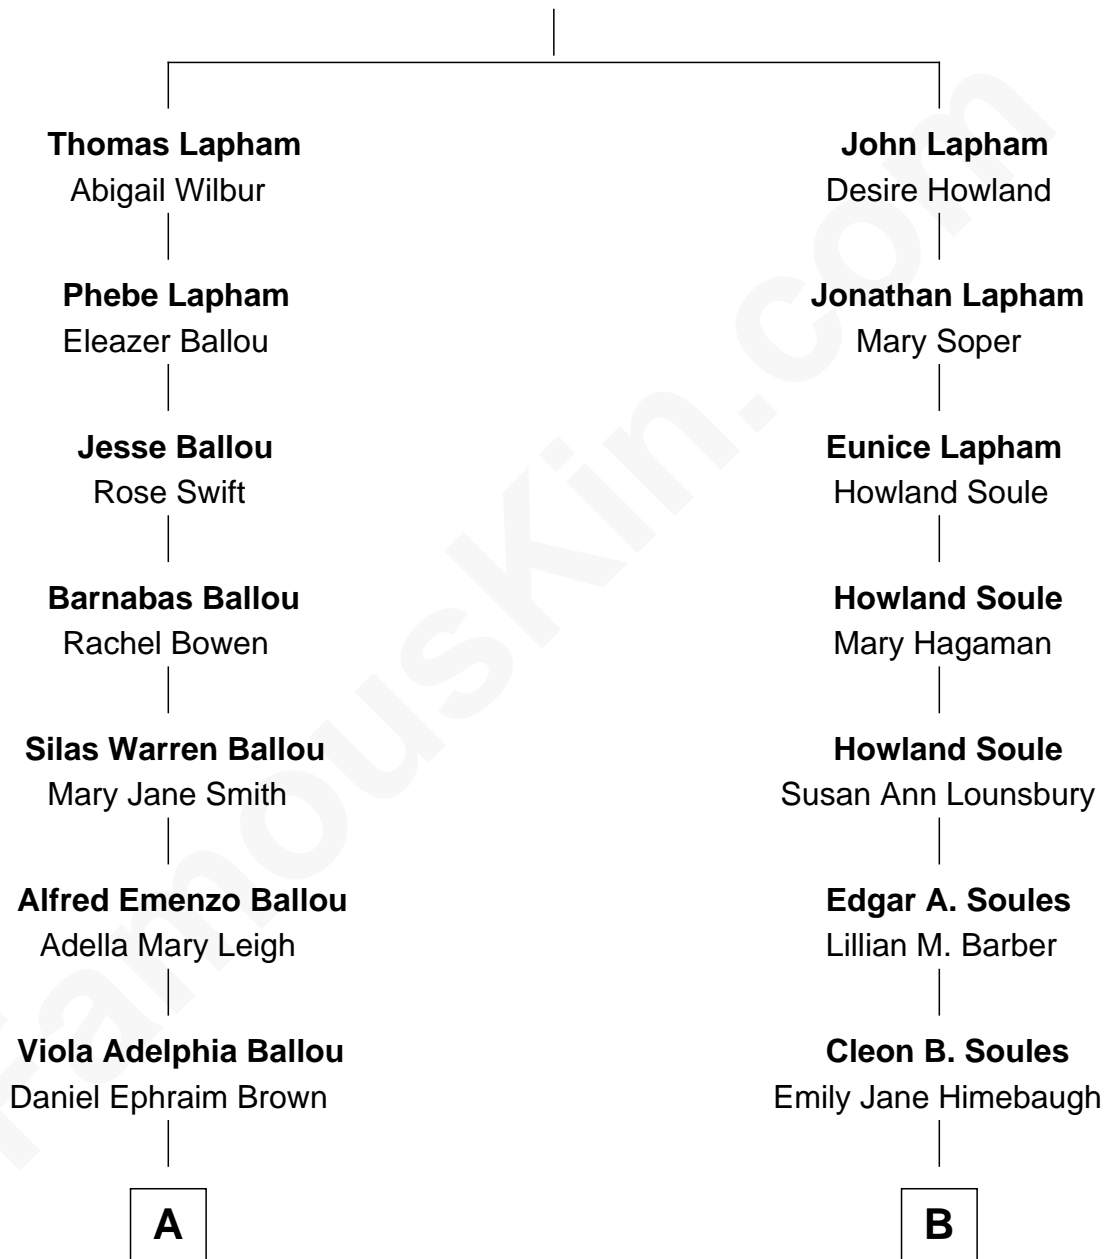 Thomas Lapham
Abigail Wilbur
John Lapham
Desire Howland
Phebe Lapham
Eleazer Ballou
Jonathan Lapham
Mary Soper
Jesse Ballou
Rose Swift
Eunice Lapham
Howland Soule
Barnabas Ballou
Rachel Bowen
Howland Soule
Mary Hagaman
Silas Warren Ballou
Mary Jane Smith
Howland Soule
Susan Ann Lounsbury
Alfred Emenzo Ballou
Adella Mary Leigh
Edgar A. Soules
Lillian M. Barber
Viola Adelphia Ballou
Daniel Ephraim Brown
Cleon B. Soules
Emily Jane Himebaugh
A
B
FamousKin.com